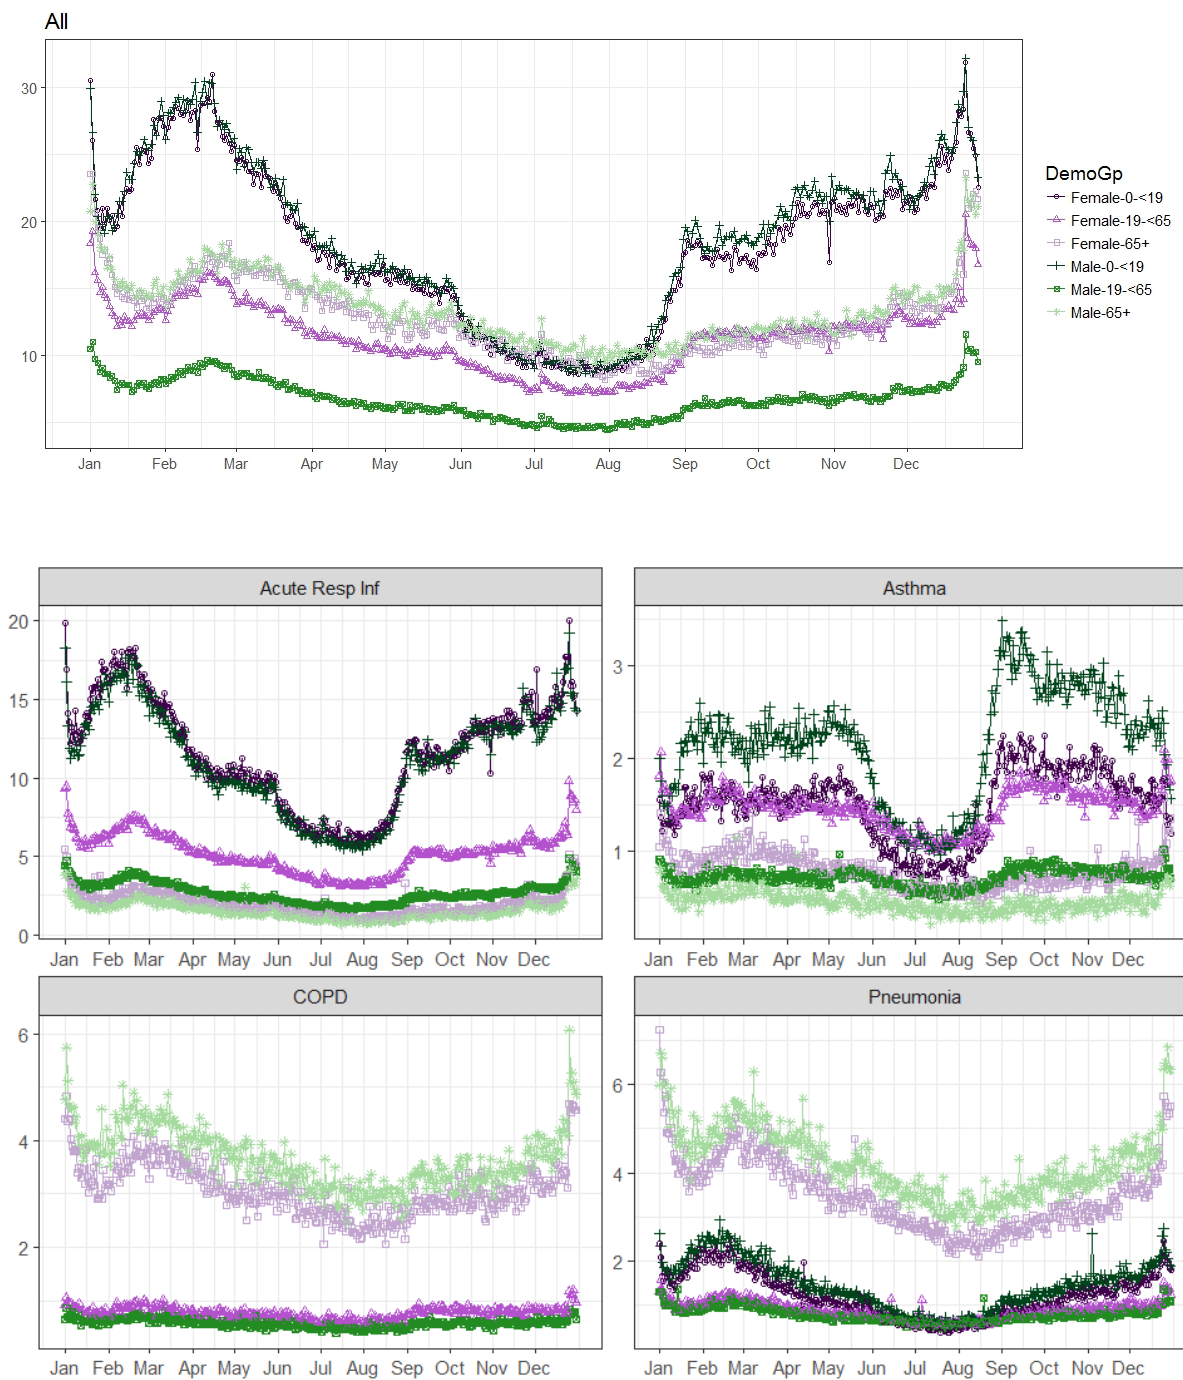 All
30
20
10
Jan Feb Mar Apr May Jun Jul Aug Sep Oct Nov Dec
DemoGp
Female-0-<19
Female-19-<65
Female-65+
Male-0-<19
Male-19-<65
Male-65+
Acute Resp Inf
20
15
10
5
0
Jan Feb Mar Apr May Jun Jul Aug Sep Oct Nov Dec
Asthma
3
2
1
Jan Feb Mar Apr May Jun Jul Aug Sep Oct Nov Dec
COPD
6
4
2
Jan Feb Mar Apr May Jun Jul Aug Sep Oct Nov Dec
Pneumonia
6
4
2
Jan Feb Mar Apr May Jun Jul Aug Sep Oct Nov Dec